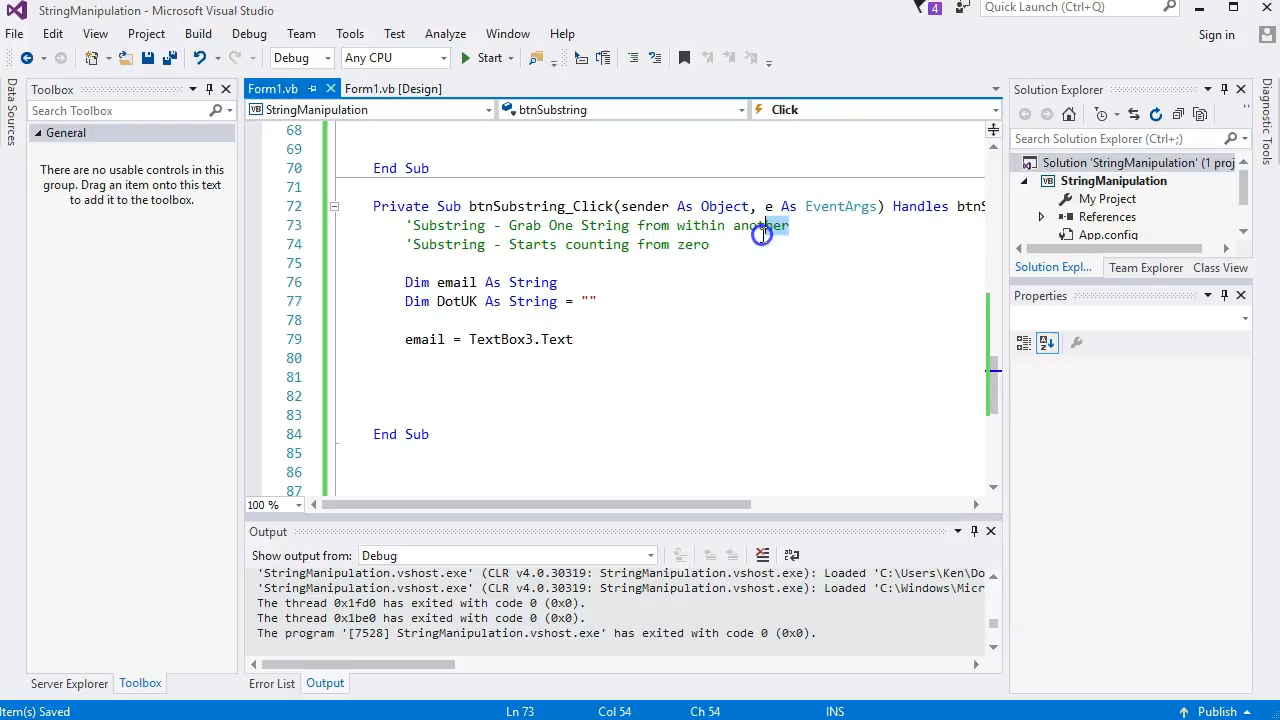 StringManipulation - Microsoft Visual Studio
4
Quick Launch (Ctrl+Q)
File Edit View Project Build Debug Team Tools Test Analyze Window Help
Sign in
Debug Any CPU Start
Data Sources
Toolbox
Search Toolbox
General
There are no usable controls in this
group. Drag an item onto this text
to add it to the toolbox.
Server Explorer Toolbox
Form1.vb Form1.vb [Design]
StringManipulation btnSubstring Click
68
69
70 End Sub
71
72 Private Sub btnSubstring_Click(sender As Object, e As EventArgs) Handles btnS
73 'Substring - Grab One String from within another
74 'Substring - Starts counting from zero
75
76 Dim email As String
77 Dim DotUK As String = ""
78
79 email = TextBox3.Text
80
81
82
83
84 End Sub
85
86
87
100 %
Output
Show output from: Debug
'StringManipulation.vshost.exe' (CLR v4.0.30319: StringManipulation.vshost.exe): Loaded 'C:\Users\Ken\Do
'StringManipulation.vshost.exe' (CLR v4.0.30319: StringManipulation.vshost.exe): Loaded 'C:\Windows\Micr
The thread 0x1fd0 has exited with code 0 (0x0).
The thread 0x1be0 has exited with code 0 (0x0).
The program '[7528] StringManipulation.vshost.exe' has exited with code 0 (0x0).
Error List Output
Solution Explorer
Search Solution Explorer (Ctrl+;)
Solution 'StringManipulation' (1 proj
StringManipulation
My Project
References
App.config
Solution Expl... Team Explorer Class View
Properties
Diagnostic Tools
Item(s) Saved Ln 73 Col 54 Ch 54 INS Publish